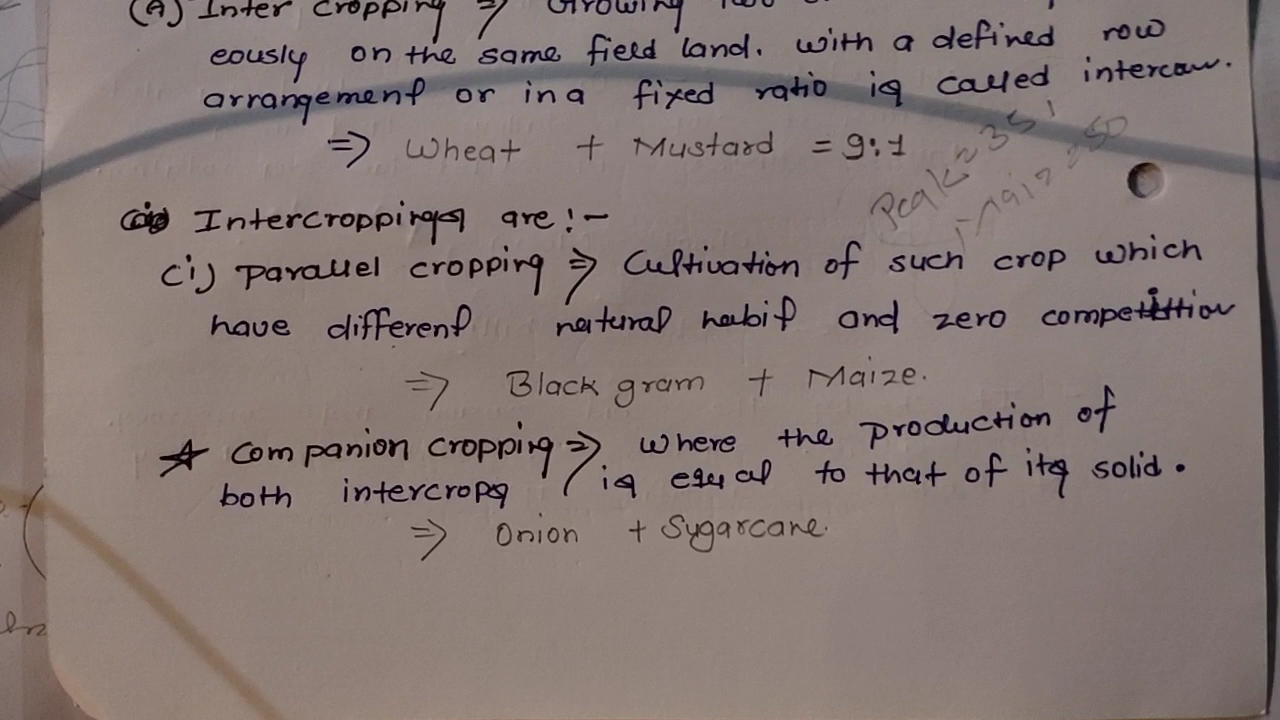 (A) Inter cropping ⇒ Growing
eously on the same field land. with a defined row
arrangement or in a fixed ratio is called intercow.
⇒ Wheat + Mustard = 9:1
Intercroppings are:-
(i) parallel cropping ⇒ Cultivation of such crop which
have different natural habit and zero competition
⇒ Black gram + Maize.
★ companion cropping ⇒ where the production of
both intercrops is equal to that of its solid.
⇒ Onion + Sugarcane.